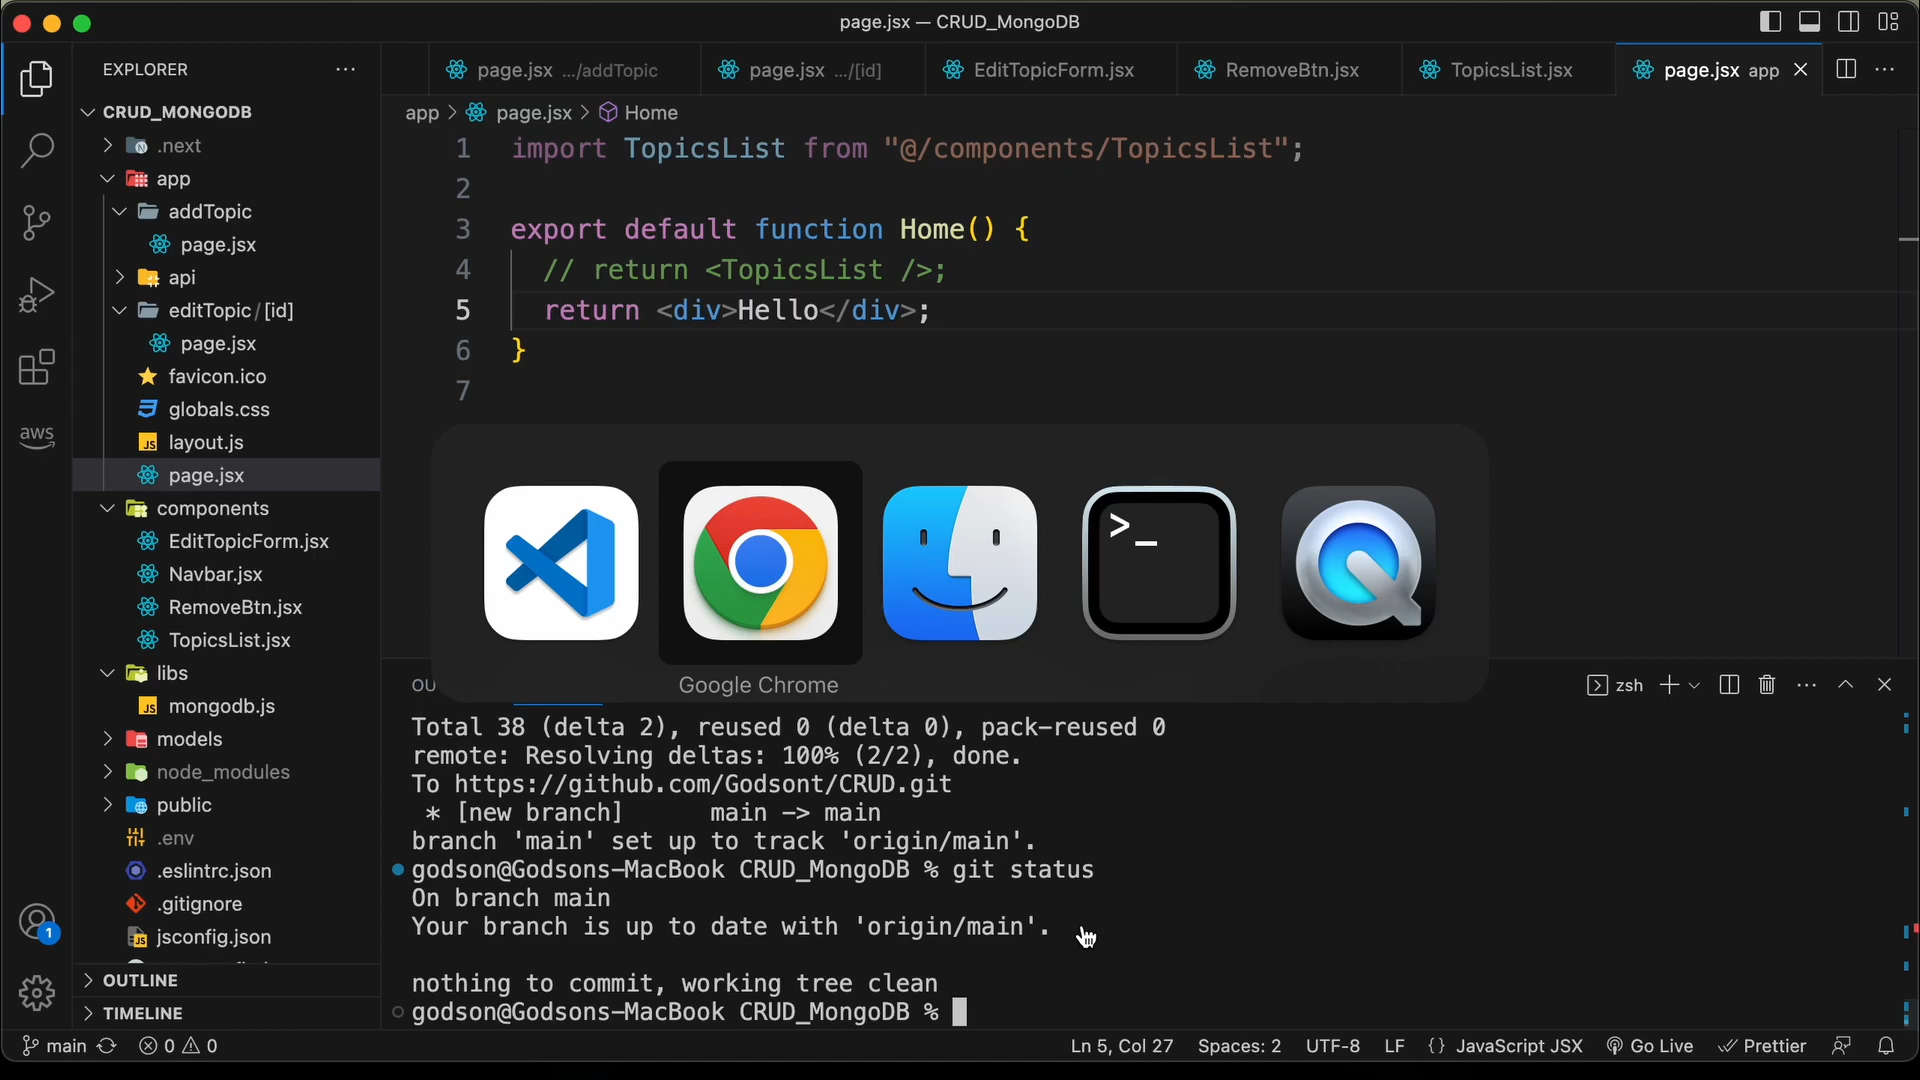 page.jsx — CRUD_MongoDB
EXPLORER
page.jsx .../addTopic
page.jsx .../[id]
EditTopicForm.jsx
RemoveBtn.jsx
TopicsList.jsx
page.jsx app
CRUD_MONGODB
.next
app
addTopic
page.jsx
api
editTopic/[id]
page.jsx
favicon.ico
globals.css
layout.js
page.jsx
components
EditTopicForm.jsx
Navbar.jsx
RemoveBtn.jsx
TopicsList.jsx
libs
mongodb.js
models
node_modules
public
.env
.eslintrc.json
.gitignore
jsconfig.json
OUTLINE
TIMELINE
aws
1
app > page.jsx > Home
1 import TopicsList from "@/components/TopicsList";
2
3 export default function Home() {
4 // return <TopicsList />;
5 return <div>Hello</div>;
6 }
7
>_
Google Chrome
OU
zsh
Total 38 (delta 2), reused 0 (delta 0), pack-reused 0
remote: Resolving deltas: 100% (2/2), done.
To https://github.com/Godsont/CRUD.git
* [new branch] main -> main
branch 'main' set up to track 'origin/main'.
godson@Godsons-MacBook CRUD_MongoDB % git status
On branch main
Your branch is up to date with 'origin/main'.
nothing to commit, working tree clean
godson@Godsons-MacBook CRUD_MongoDB %
main 0 0 Ln 5, Col 27 Spaces: 2 UTF-8 LF {} JavaScript JSX Go Live Prettier